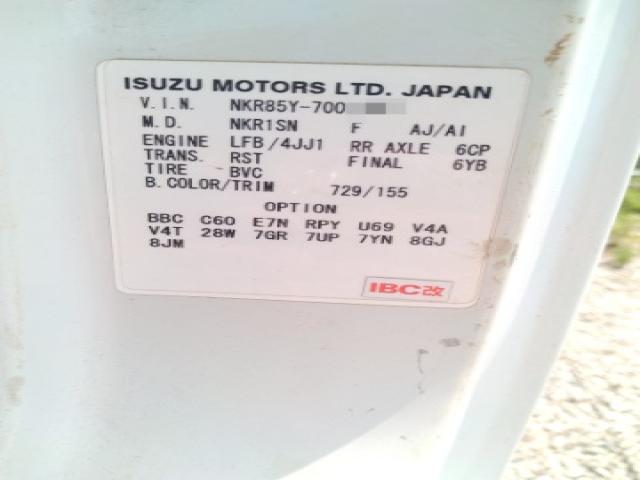 ISUZU MOTORS LTD. JAPAN
V.I.N. NKR85Y-700
M.D. NKR1SN F AJ/AI
ENGINE LFB/4JJ1 RR AXLE 6CP
TRANS. RST FINAL 6YB
TIRE BVC
B.COLOR/TRIM 729/155
OPTION
BBC C60 E7N RPY U69 V4A
V4T 28W 7GR 7UP 7YN 8GJ
8JM
IBC改